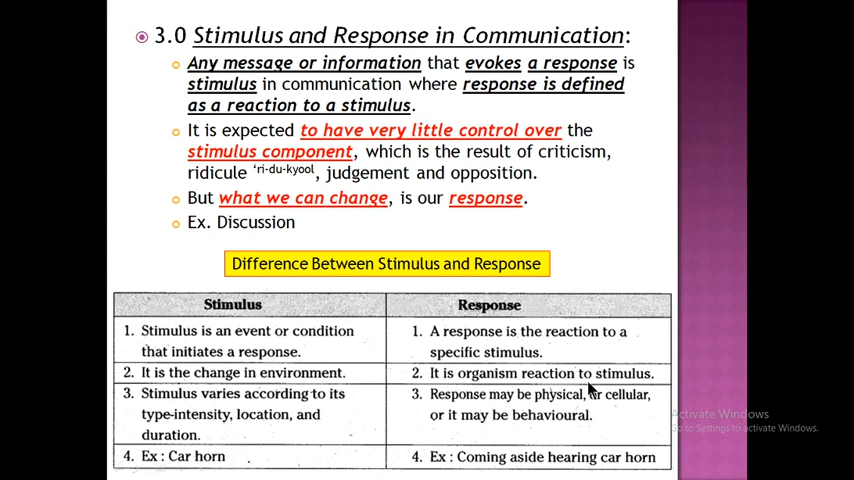 3.0 Stimulus and Response in Communication:
Any message or information that evokes a response is
stimulus in communication where response is defined
as a reaction to a stimulus.
It is expected to have very little control over the
stimulus component, which is the result of criticism,
ridicule ‘ri-du-kyool, judgement and opposition.
But what we can change, is our response.
Ex. Discussion
Difference Between Stimulus and Response
Stimulus
Response
1. Stimulus is an event or condition
that initiates a response.
1. A response is the reaction to a
specific stimulus.
2. It is the change in environment.
2. It is organism reaction to stimulus.
3. Stimulus varies according to its
type-intensity, location, and
duration.
3. Response may be physical, or cellular,
or it may be behavioural.
4. Ex : Car horn
4. Ex : Coming aside hearing car horn
Activate Windows
Go to Settings to activate Windows.